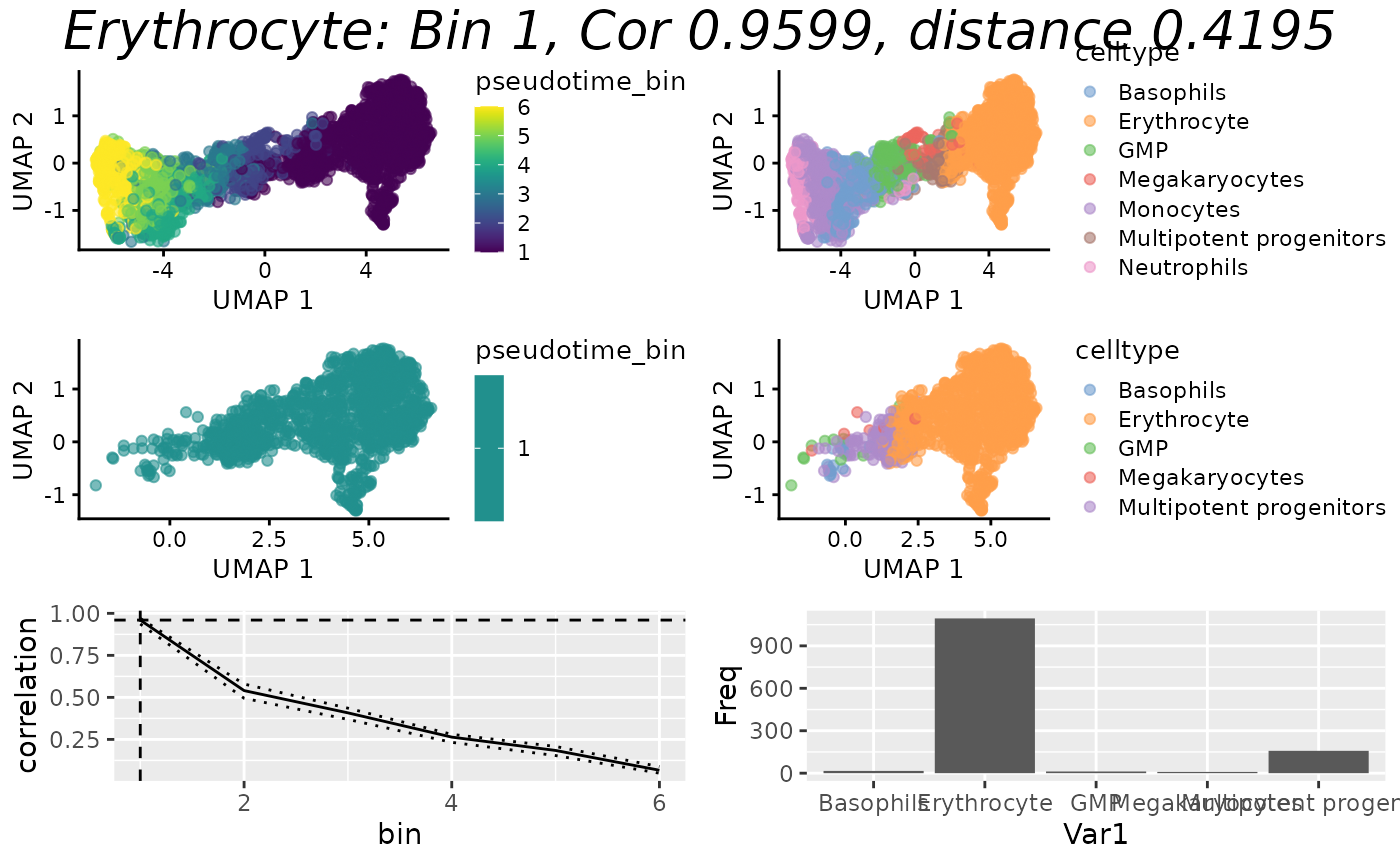 Erythrocyte: Bin 1, Cor 0.9599, distance 0.4195
UMAP 2
1
0
-1
-4
0
4
UMAP 1
pseudotime_bin
6
5
4
3
2
1
UMAP 2
1
0
-1
-4
0
4
UMAP 1
celltype
Basophils
Erythrocyte
GMP
Megakaryocytes
Monocytes
Multipotent progenitors
Neutrophils
UMAP 2
1
0
-1
0.0
2.5
5.0
UMAP 1
pseudotime_bin
1
UMAP 2
1
0
-1
0.0
2.5
5.0
UMAP 1
celltype
Basophils
Erythrocyte
GMP
Megakaryocytes
Multipotent progenitors
correlation
1.00
0.75
0.50
0.25
2
4
6
bin
Freq
900
600
300
0
Basophils
Erythrocyte
GMP
Megakaryocytes
Multipotent proger
Var1